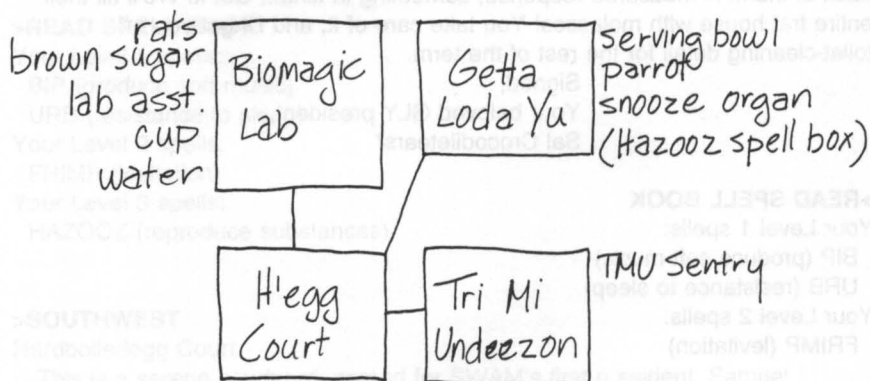 rats
brown sugar
lab asst.
cup
water
Biomagic
Lab
Getta
Loada Yu
serving bowl
parrot
snooze organ
(Hazooz spell box)
H'egg
Court
Tri Mi
Undeezon
TMU Sentry